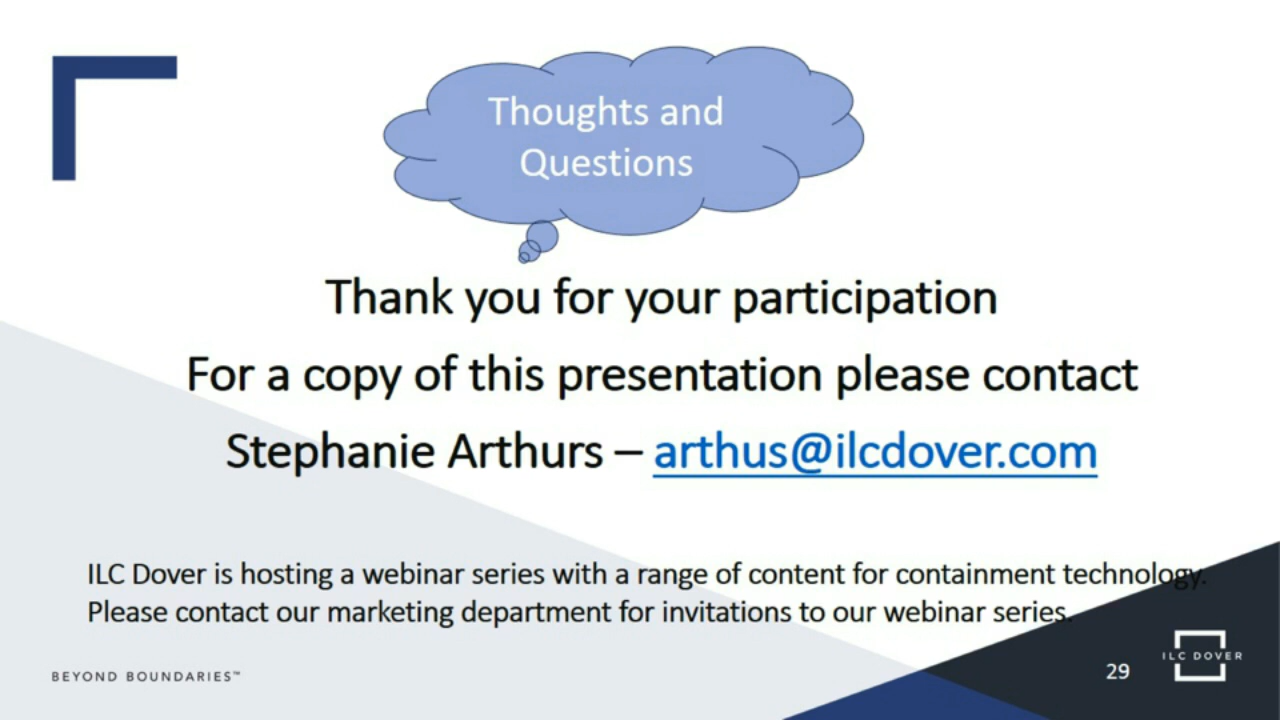 Thoughts and
Questions
Thank you for your participation
For a copy of this presentation please contact
Stephanie Arthurs – arthus@ilcdover.com
ILC Dover is hosting a webinar series with a range of content for containment technology.
Please contact our marketing department for invitations to our webinar series.
BEYOND BOUNDARIES™
29
ILC DOVER